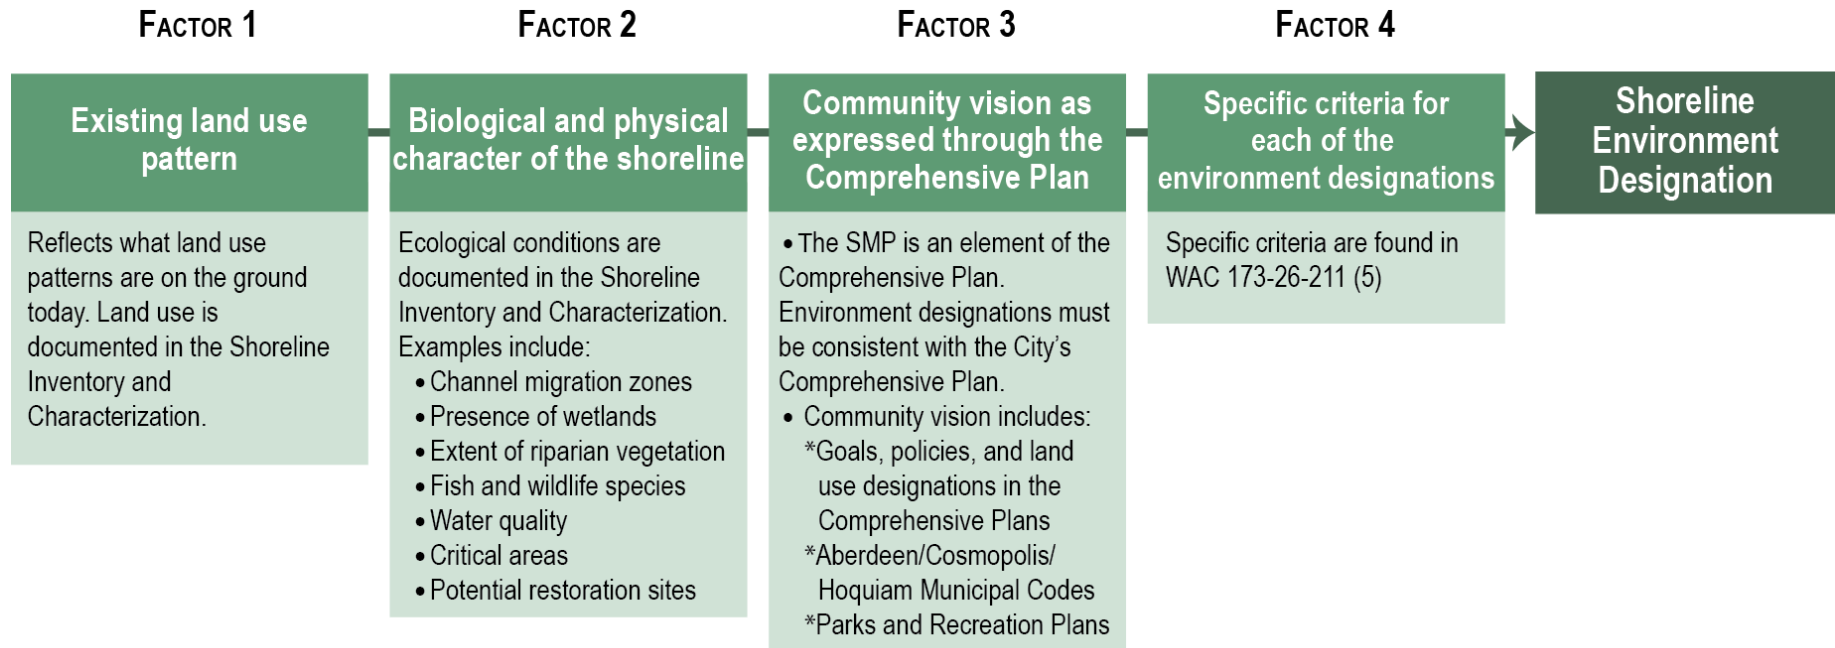 FACTOR 1
Existing land use
pattern
Reflects what land use
patterns are on the ground
today. Land use is
documented in the Shoreline
Inventory and
Characterization.
FACTOR 2
Biological and physical
character of the shoreline
Ecological conditions are
documented in the Shoreline
Inventory and Characterization.
Examples include:
• Channel migration zones
• Presence of wetlands
• Extent of riparian vegetation
• Fish and wildlife species
• Water quality
• Critical areas
• Potential restoration sites
FACTOR 3
Community vision as
expressed through the
Comprehensive Plan
• The SMP is an element of the
Comprehensive Plan.
Environment designations must
be consistent with the City’s
Comprehensive Plan.
• Community vision includes:
*Goals, policies, and land
use designations in the
Comprehensive Plans
*Aberdeen/Cosmopolis/
Hoquiam Municipal Codes
*Parks and Recreation Plans
FACTOR 4
Specific criteria for
each of the
environment designations
Specific criteria are found in
WAC 173-26-211 (5)
Shoreline
Environment
Designation